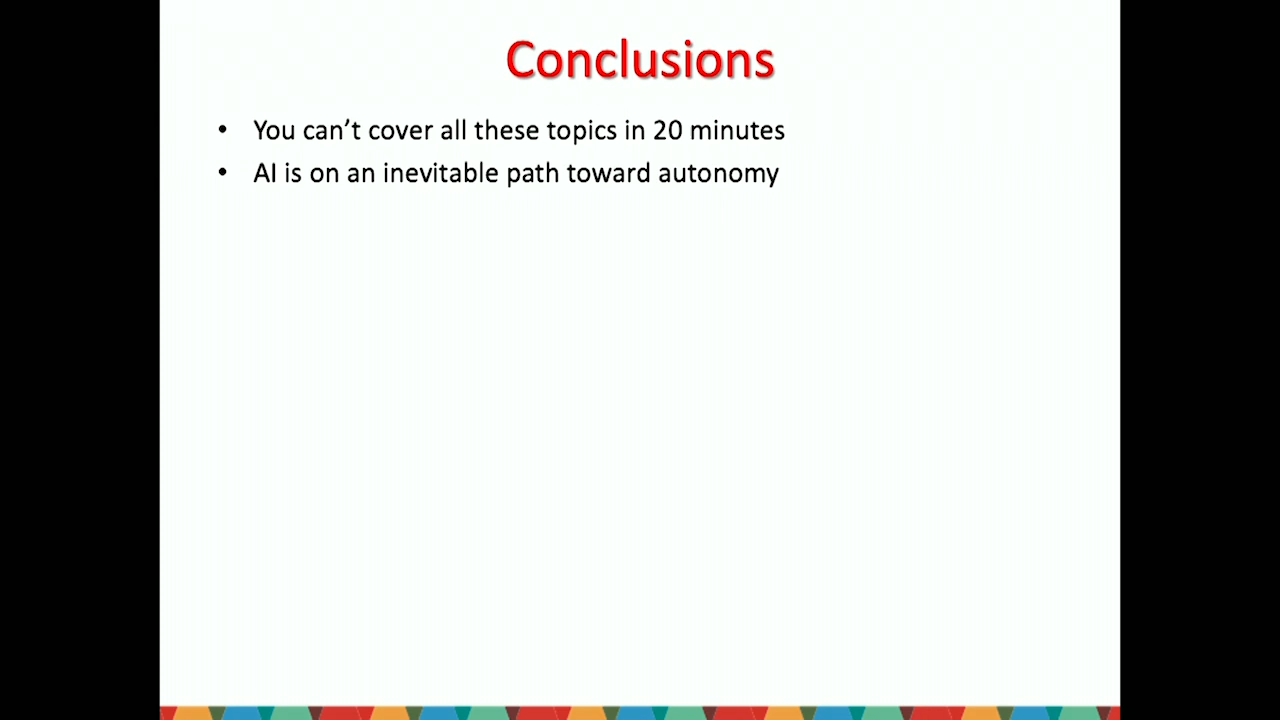 Conclusions
• You can’t cover all these topics in 20 minutes
• AI is on an inevitable path toward autonomy